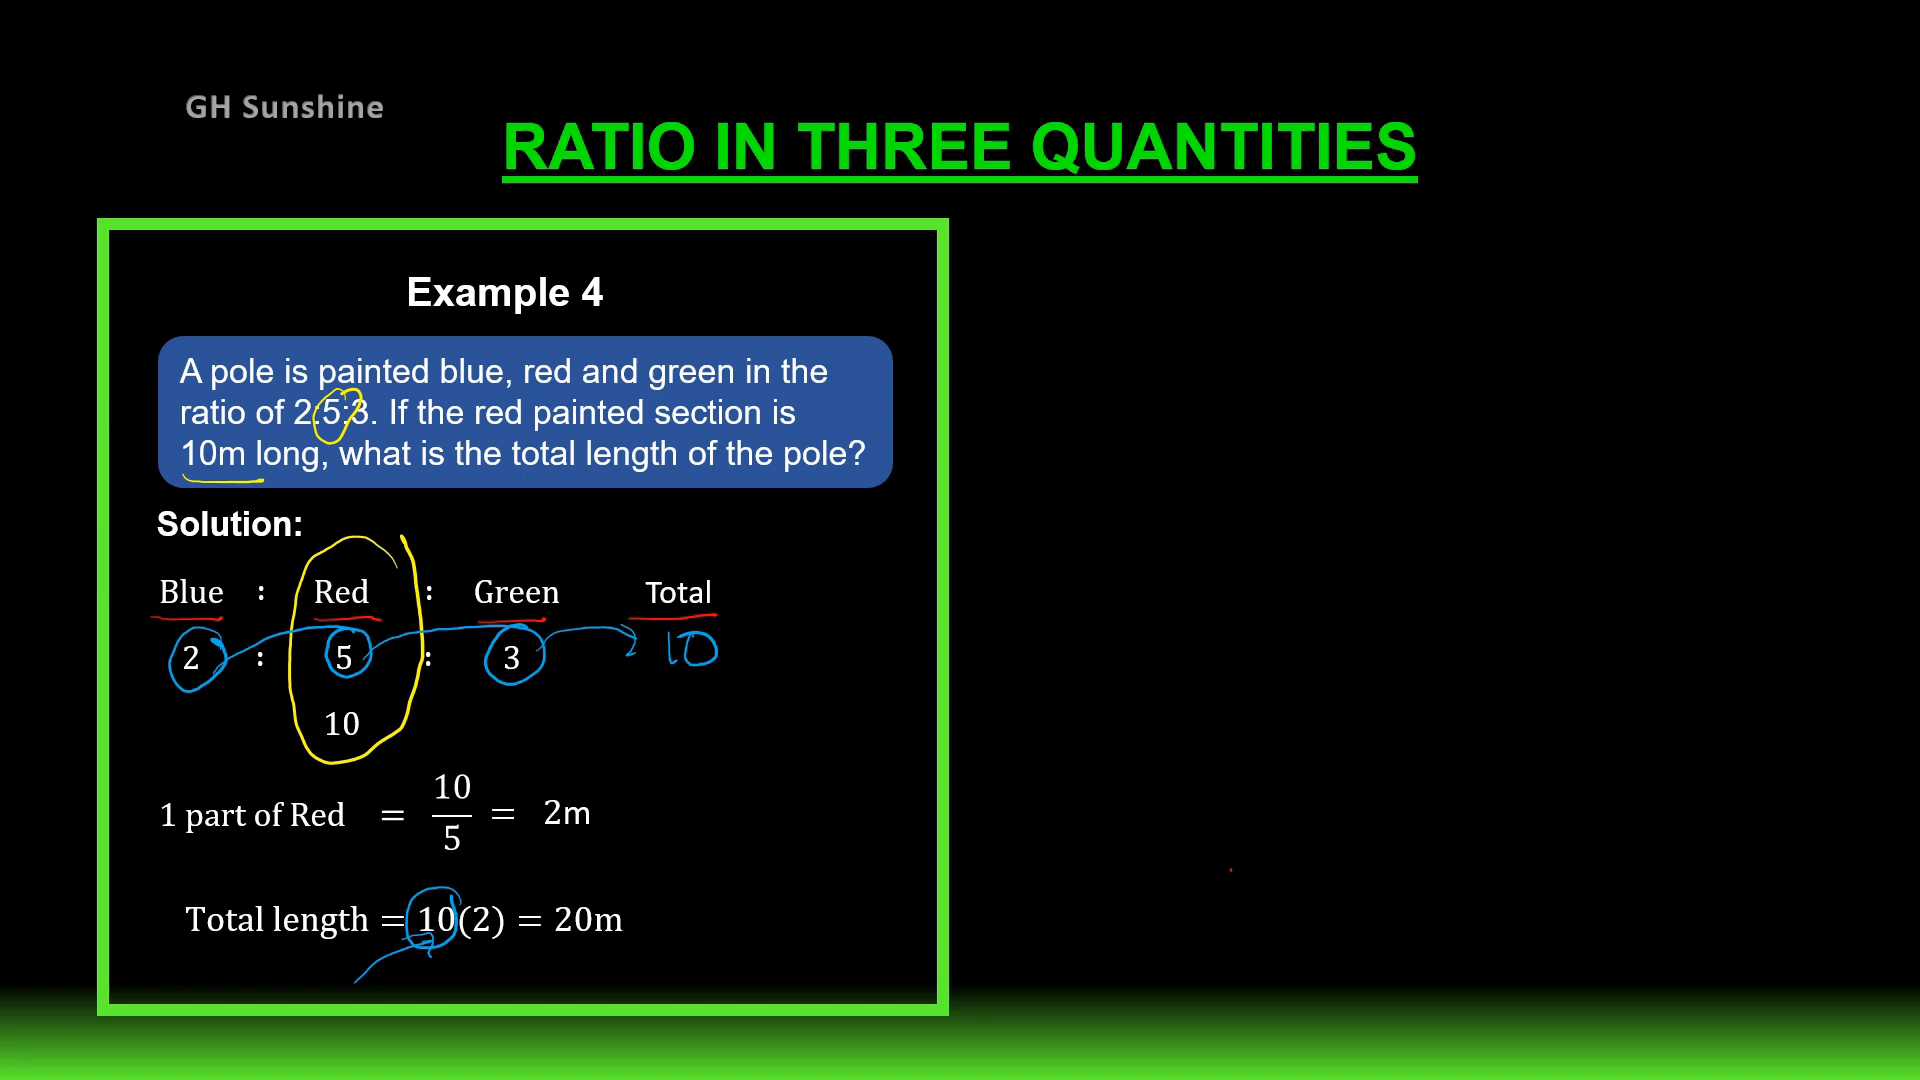 GH Sunshine
RATIO IN THREE QUANTITIES
Example 4
A pole is painted blue, red and green in the
ratio of 2:5:3. If the red painted section is
10m long, what is the total length of the pole?
Solution:
Blue : Red : Green Total
2 : 5 : 3 10
10
1 part of Red = 10/5 = 2m
Total length = 10(2) = 20m